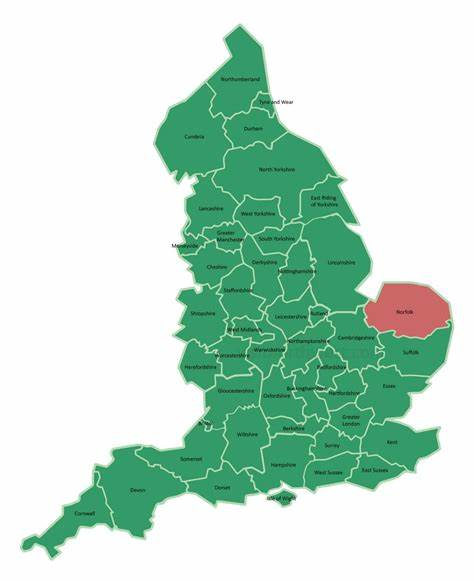 Northumberland
Tyne and Wear
Durham
Cumbria
North Yorkshire
East Riding
of Yorkshire
Lancashire
West Yorkshire
Greater
Manchester
South Yorkshire
Merseyside
Cheshire
Derbyshire
Nottinghamshire
Lincolnshire
Staffordshire
Shropshire
Leicestershire
Rutland
Norfolk
West Midlands
Northamptonshire
Cambridgeshire
Suffolk
Warwickshire
Worcestershire
Herefordshire
Bedfordshire
Buckinghamshire
Hertfordshire
Essex
Gloucestershire
Oxfordshire
Greater
London
Berkshire
Wiltshire
Surrey
Kent
Somerset
Hampshire
West Sussex
East Sussex
Dorset
Isle of Wight
Devon
Cornwall